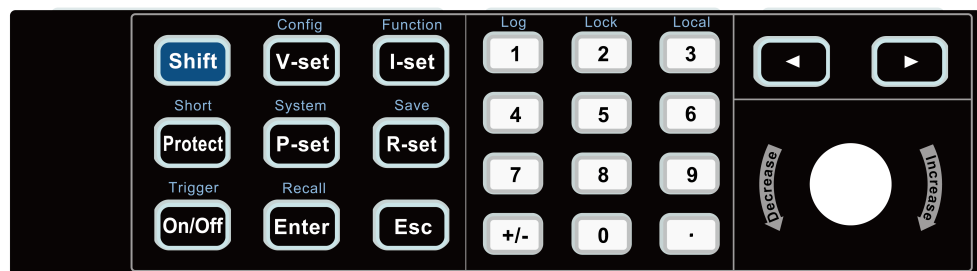 Config Function Log Lock Local
Shift V-set I-set 1 2 3 ◄ ►
Short System Save
Protect P-set R-set 4 5 6
Decrease Increase
Trigger Recall 7 8 9
On/Off Enter Esc +/- 0 .